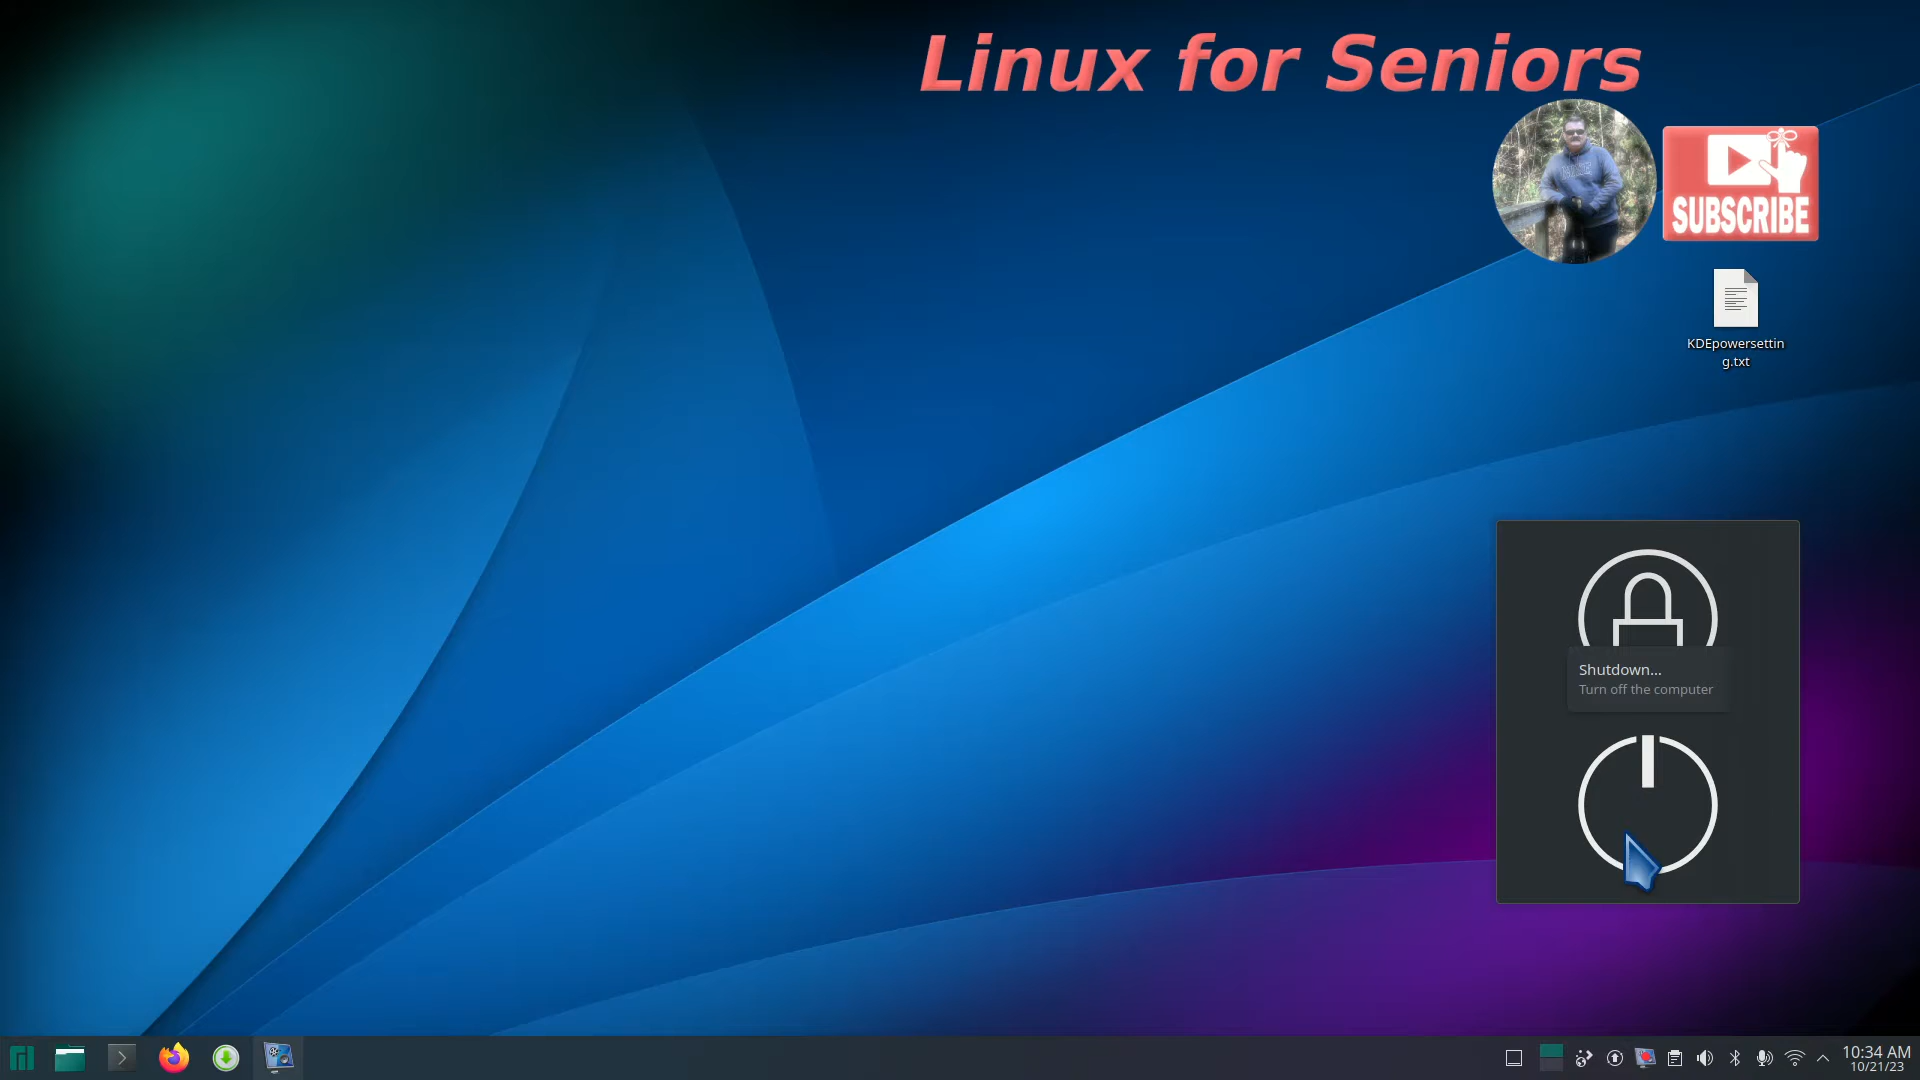 Linux for Seniors
SUBSCRIBE
KDEpowersettin
g.txt
Shutdown...
Turn off the computer
10:34 AM
10/21/23